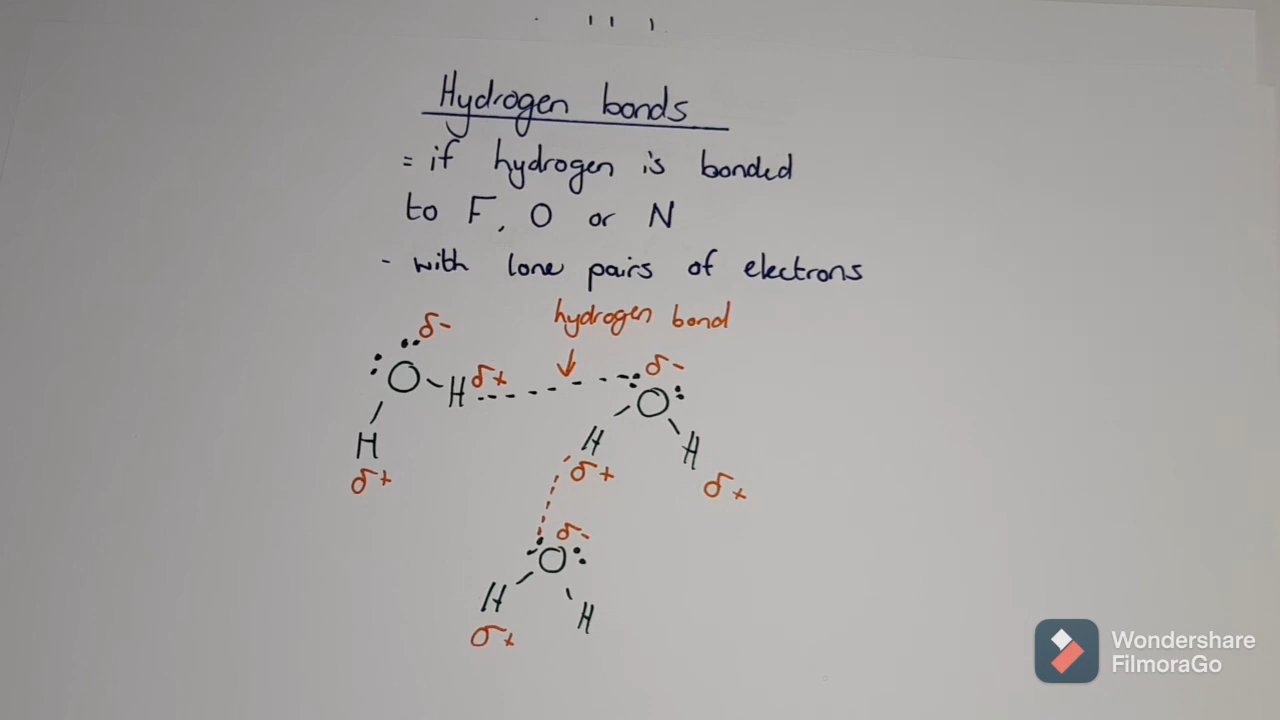 Hydrogen bonds
= if hydrogen is bonded
to F, O or N
- with lone pairs of electrons
hydrogen bond
δ-
δ-
O
H δ+
O
H
H
H
δ+
δ+
δ+
δ-
O
H
H
δ+
Wondershare
FilmoraGo